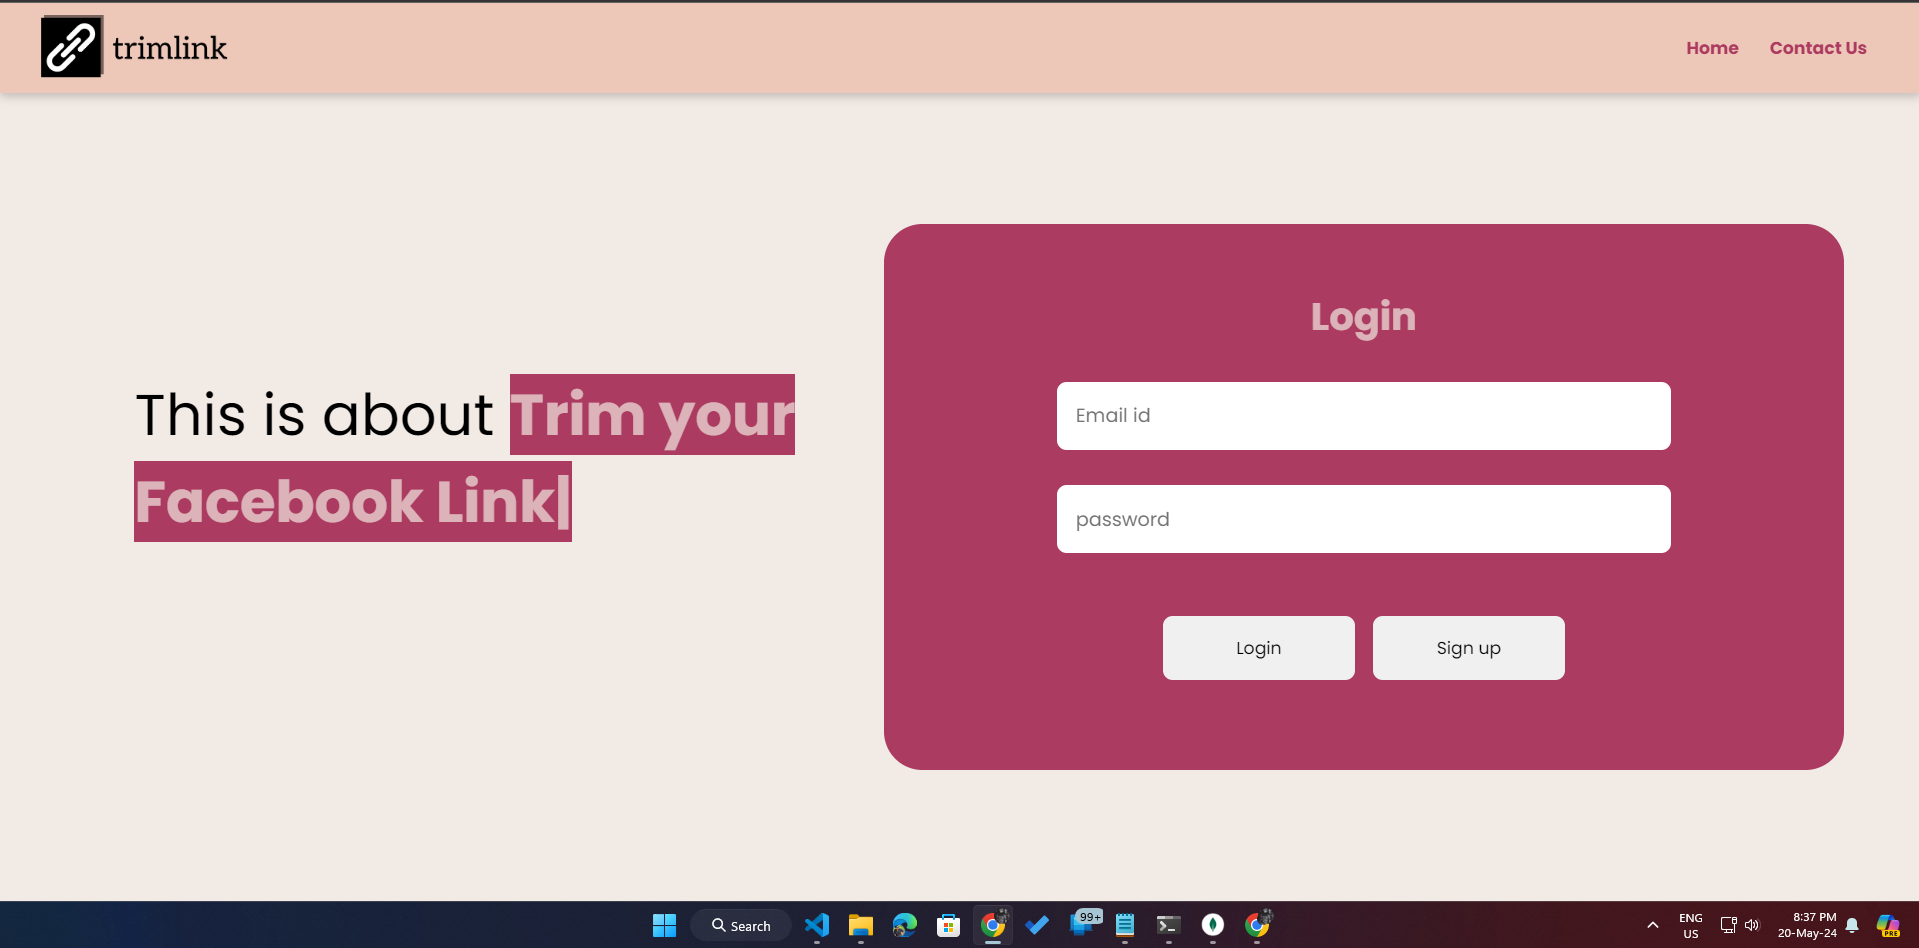 trimlink
Home
Contact Us
This is about Trim your
Facebook Link|
Login
Email id
password
Login
Sign up
Search
99+
ENG
US
8:37 PM
20-May-24
PRE